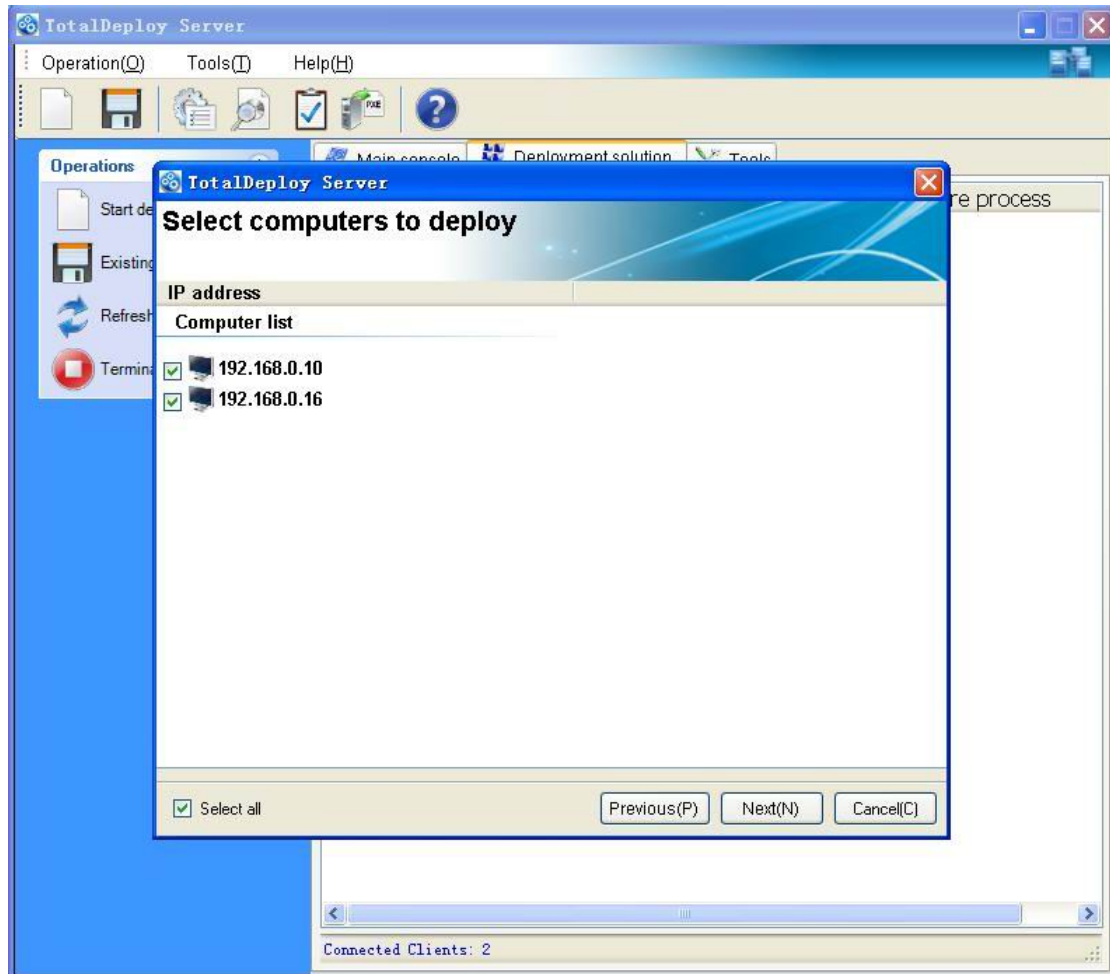 TotalDeploy Server
Operation(O) Tools(T) Help(H)
PXE
Operations
Main console Deployment solution Tools
TotalDeploy Server
Start de
re process
Select computers to deploy
Existing
IP address
Refresh
Computer list
Termina
192.168.0.10
192.168.0.16
Select all
Previous(P) Next(N) Cancel(C)
Connected Clients: 2